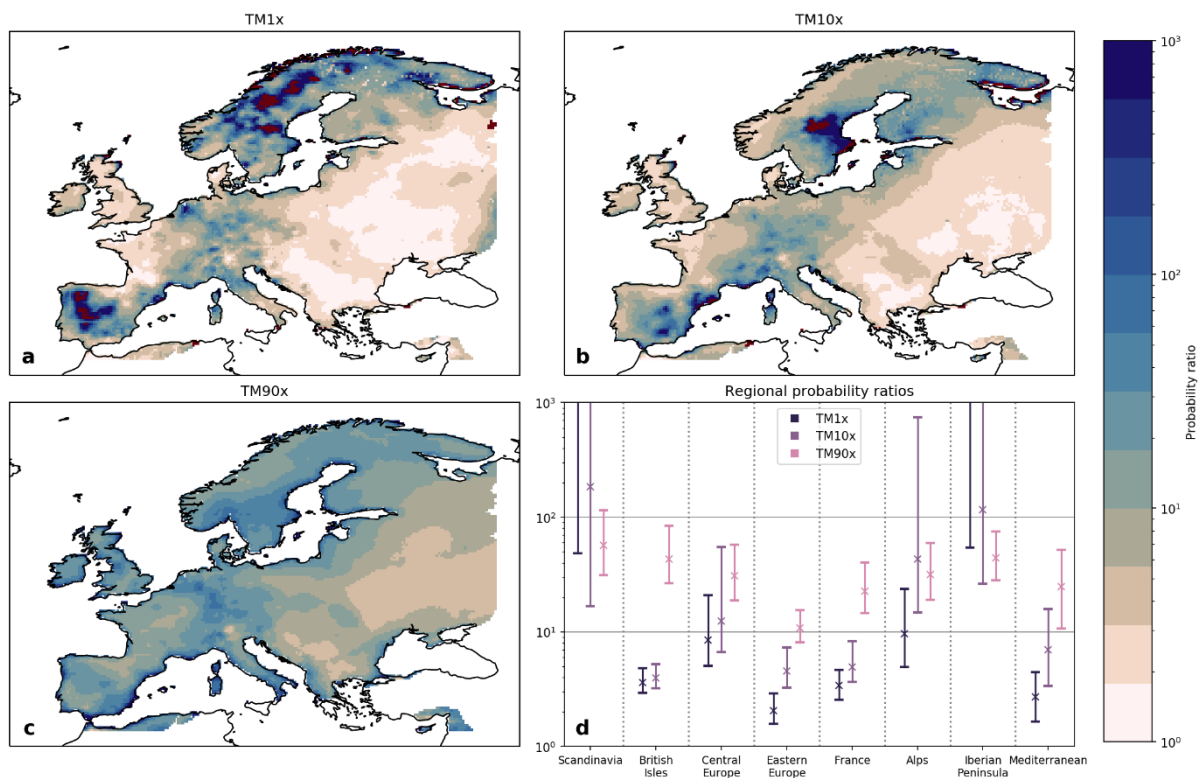 TM1x
TM10x
a
b
TM90x
Regional probability ratios
c
d
TM1x
TM10x
TM90x
10³
10²
10¹
10⁰
Scandinavia
British
Isles
Central
Europe
Eastern
Europe
France
Alps
Iberian
Peninsula
Mediterranean
10³
10²
10¹
10⁰
Probability ratio